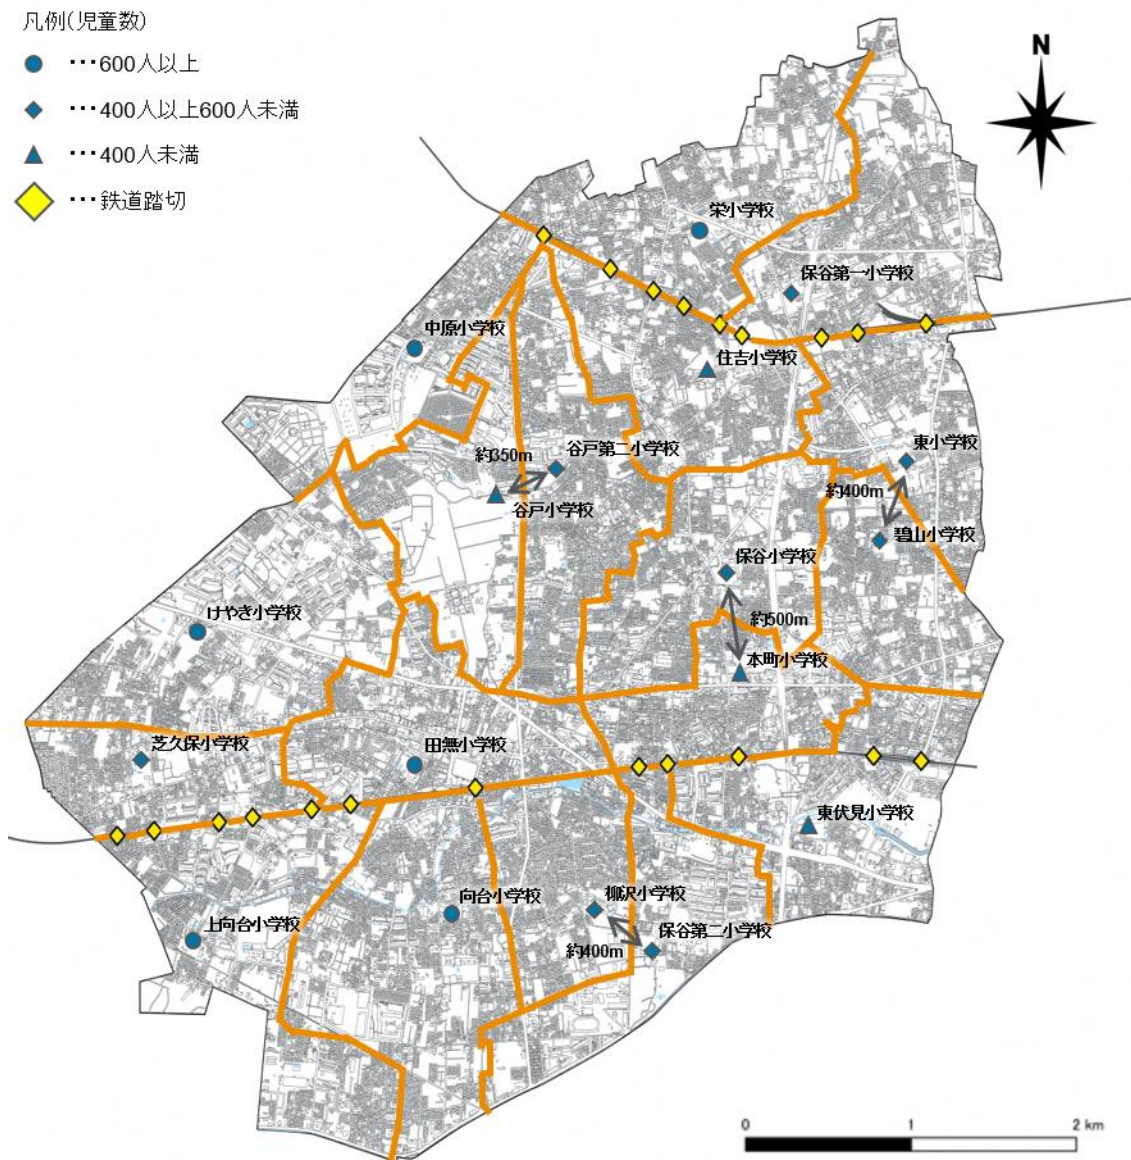 凡例(児童数)
･･･600人以上
･･･400人以上600人未満
･･･400人未満
･･･鉄道踏切
N
栄小学校
保谷第一小学校
中原小学校
住吉小学校
東小学校
谷戸第二小学校
約350m
約400m
谷戸小学校
碧山小学校
保谷小学校
けやき小学校
約500m
本町小学校
芝久保小学校
田無小学校
東伏見小学校
向台小学校
柳沢小学校
上向台小学校
保谷第二小学校
約400m
0 1 2 km